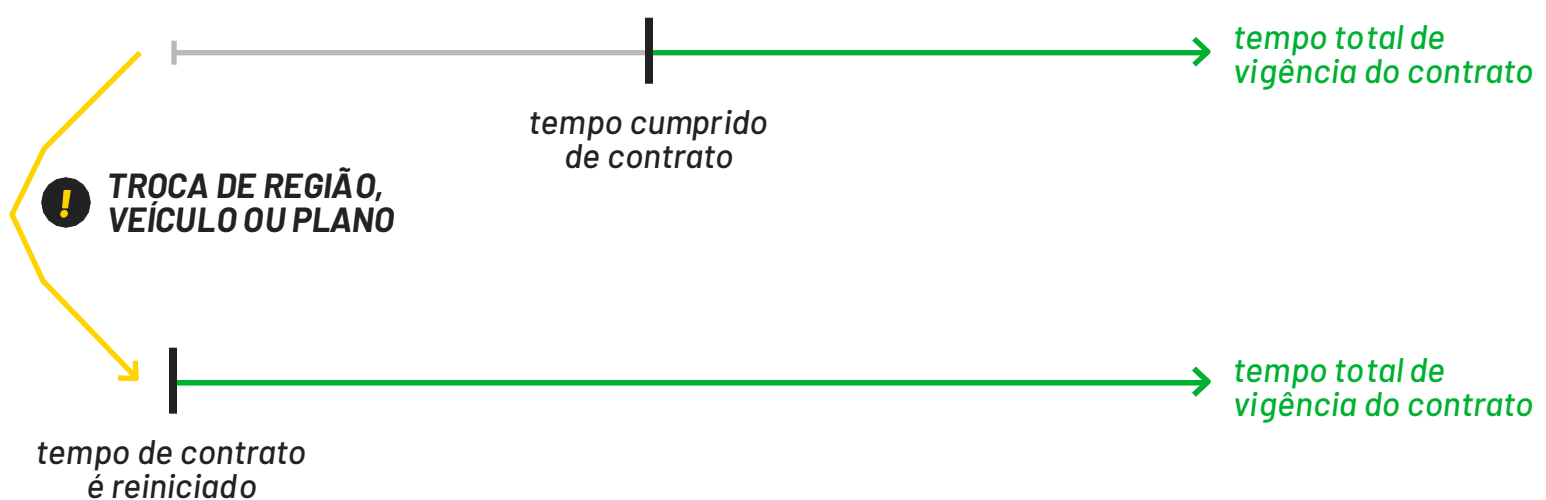 tempo total de
vigência do contrato
tempo cumprido
de contrato
!
TROCA DE REGIÃO,
VEÍCULO OU PLANO
tempo total de
vigência do contrato
tempo de contrato
é reiniciado